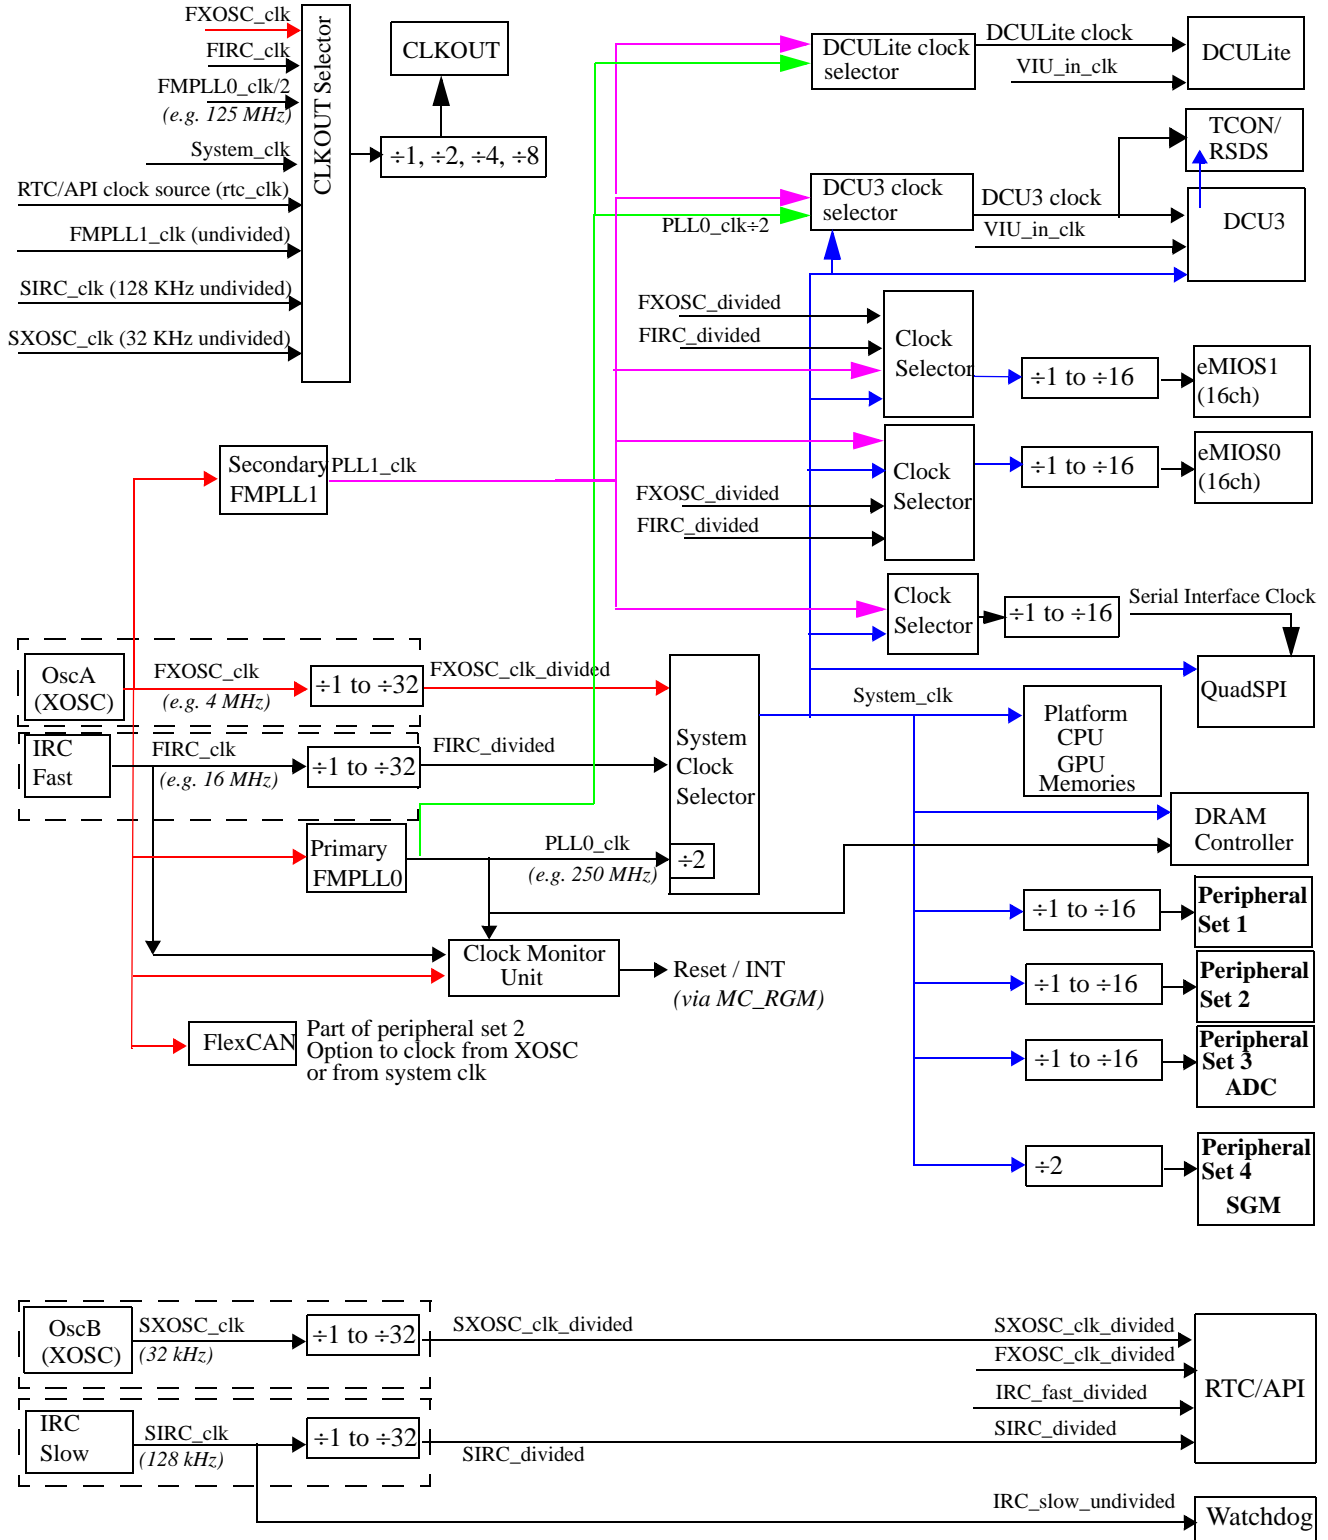 FXOSC_clk
FIRC_clk
FMPLL0_clk/2
(e.g. 125 MHz)
System_clk
RTC/API clock source (rtc_clk)
FMPLL1_clk (undivided)
SIRC_clk (128 KHz undivided)
SXOSC_clk (32 KHz undivided)
CLKOUT Selector
CLKOUT
÷1, ÷2, ÷4, ÷8
DCULite clock
selector
DCULite clock
VIU_in_clk
DCULite
TCON/
RSDS
DCU3 clock
selector
PLL0_clk÷2
DCU3 clock
VIU_in_clk
DCU3
FXOSC_divided
FIRC_divided
Clock
Selector
÷1 to ÷16
eMIOS1
(16ch)
Secondary
FMPLL1
PLL1_clk
FXOSC_divided
FIRC_divided
Clock
Selector
÷1 to ÷16
eMIOS0
(16ch)
Clock
Selector
÷1 to ÷16
Serial Interface Clock
QuadSPI
OscA
(XOSC)
FXOSC_clk
(e.g. 4 MHz)
÷1 to ÷32
FXOSC_clk_divided
IRC
Fast
FIRC_clk
(e.g. 16 MHz)
÷1 to ÷32
FIRC_divided
System
Clock
Selector
÷2
System_clk
Platform
CPU
GPU
Memories
Primary
FMPLL0
PLL0_clk
(e.g. 250 MHz)
DRAM
Controller
÷1 to ÷16
Peripheral
Set 1
Clock Monitor
Unit
Reset / INT
(via MC_RGM)
÷1 to ÷16
Peripheral
Set 2
FlexCAN
Part of peripheral set 2
Option to clock from XOSC
or from system clk
÷1 to ÷16
Peripheral
Set 3
ADC
÷2
Peripheral
Set 4
SGM
OscB
(XOSC)
SXOSC_clk
(32 kHz)
÷1 to ÷32
SXOSC_clk_divided
SXOSC_clk_divided
FXOSC_clk_divided
IRC_fast_divided
SIRC_divided
RTC/API
IRC
Slow
SIRC_clk
(128 kHz)
÷1 to ÷32
SIRC_divided
IRC_slow_undivided
Watchdog